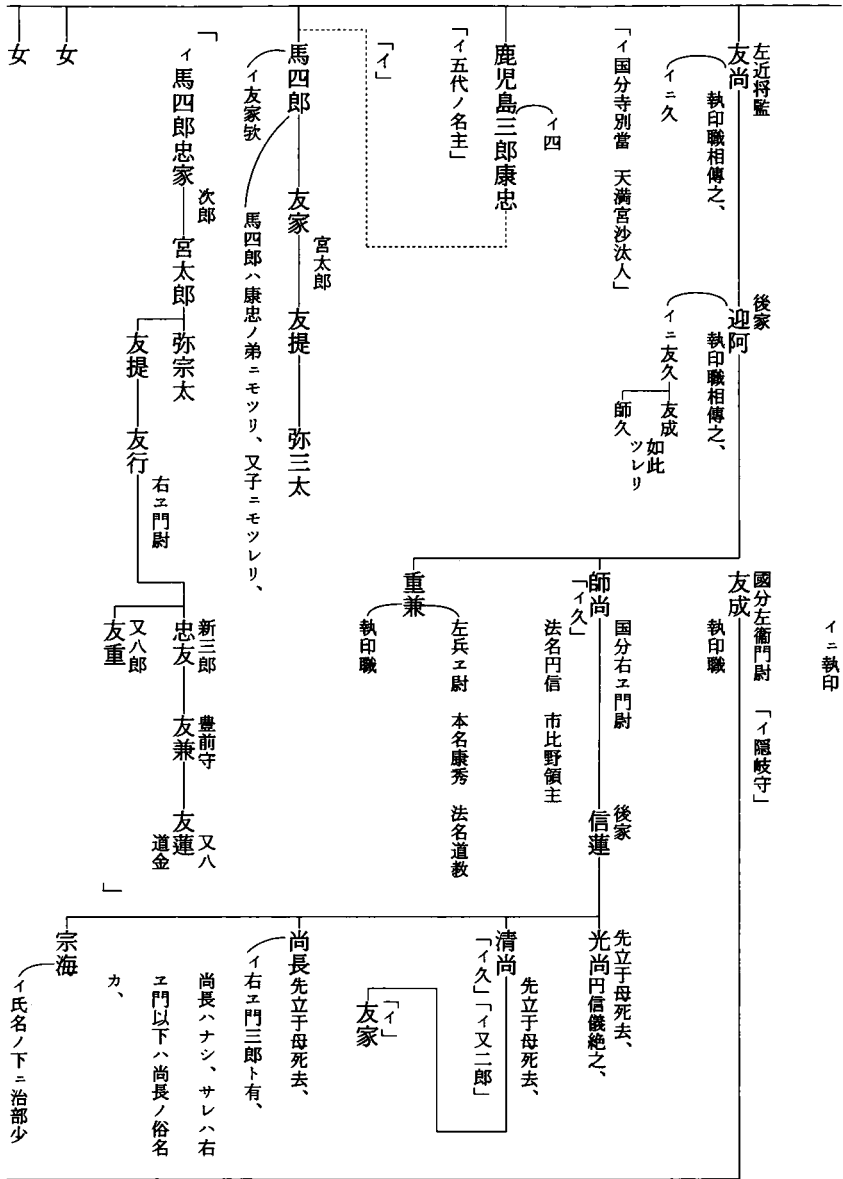 イニ執印
左近将監
友尚
執印職相傳之、
イニ久
「イ国分寺別當　天満宮沙汰人」
後家
迎阿
執印職相傳之、
イニ友久
友成
師久
如此
ツレリ
國分左衞門尉　「イ隠岐守」
友成
執印職
国分右ヱ門尉
師尚
「イ久」
法名円信　市比野領主
後家
信蓮
重兼
左兵ヱ尉　本名康秀　法名道教
執印職
先立于母死去、
光尚
円信儀絶之、
先立于母死去、
清尚
「イ久」「イ又二郎」
「イ」
友家
尚長
先立于母死去、
イ右ヱ門三郎ト有、
尚長ハナシ、サレハ右
ヱ門以下ハ尚長ノ俗名
カ、
宗海
イ氏名ノ下ニ治部少
鹿児島三郎康忠
イ四
「イ五代ノ名主」
「イ」
馬四郎
イ友家欤
馬四郎ハ康忠ノ弟ニモツリ、又子ニモツレリ、
友家
宮太郎
友提
弥三太
「イ
馬四郎忠家
次郎
宮太郎
弥宗太
友提
友行
右ヱ門尉
新三郎
忠友
又八郎
友重
豊前守
友兼
又八
友蓮
道金
」
女
女